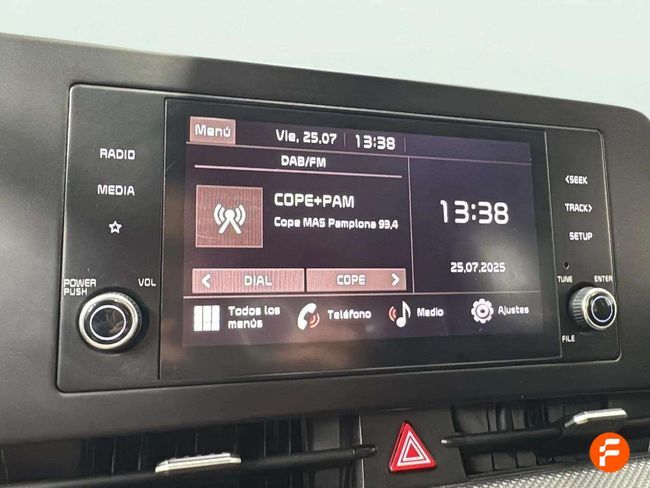 Menú
Vie, 25.07
13:38
DAB/FM
RADIO
MEDIA
COPE+PAM
Cope MAS Pamplona 93,4
13:38
25.07.2025
< DIAL
COPE >
<SEEK
TRACK>
SETUP
POWER
PUSH
VOL
TUNE
ENTER
FILE
Todos los
menús
Teléfono
Medio
Ajustes